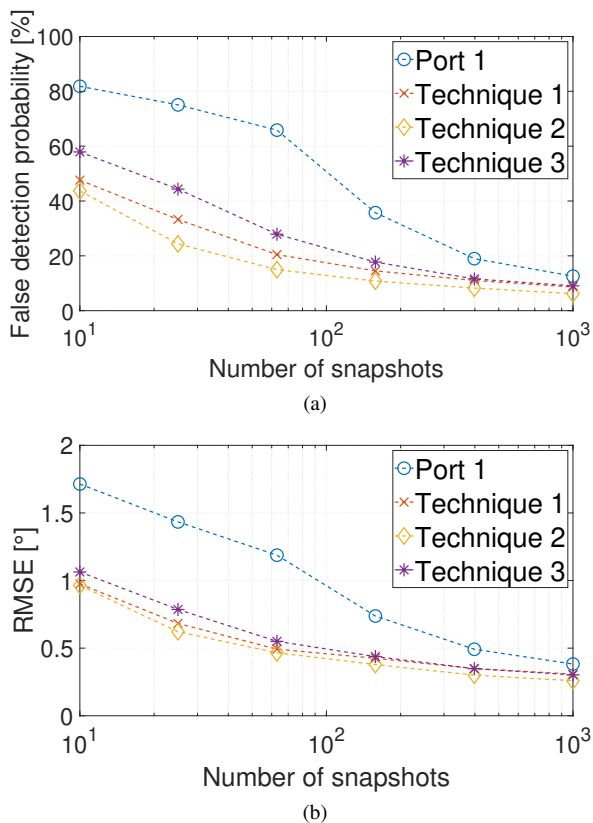 False detection probability [%]
100
80
60
40
20
0
Port 1
Technique 1
Technique 2
Technique 3
10^1
10^2
10^3
Number of snapshots
(a)
RMSE [°]
2
1.5
1
0.5
0
Port 1
Technique 1
Technique 2
Technique 3
10^1
10^2
10^3
Number of snapshots
(b)